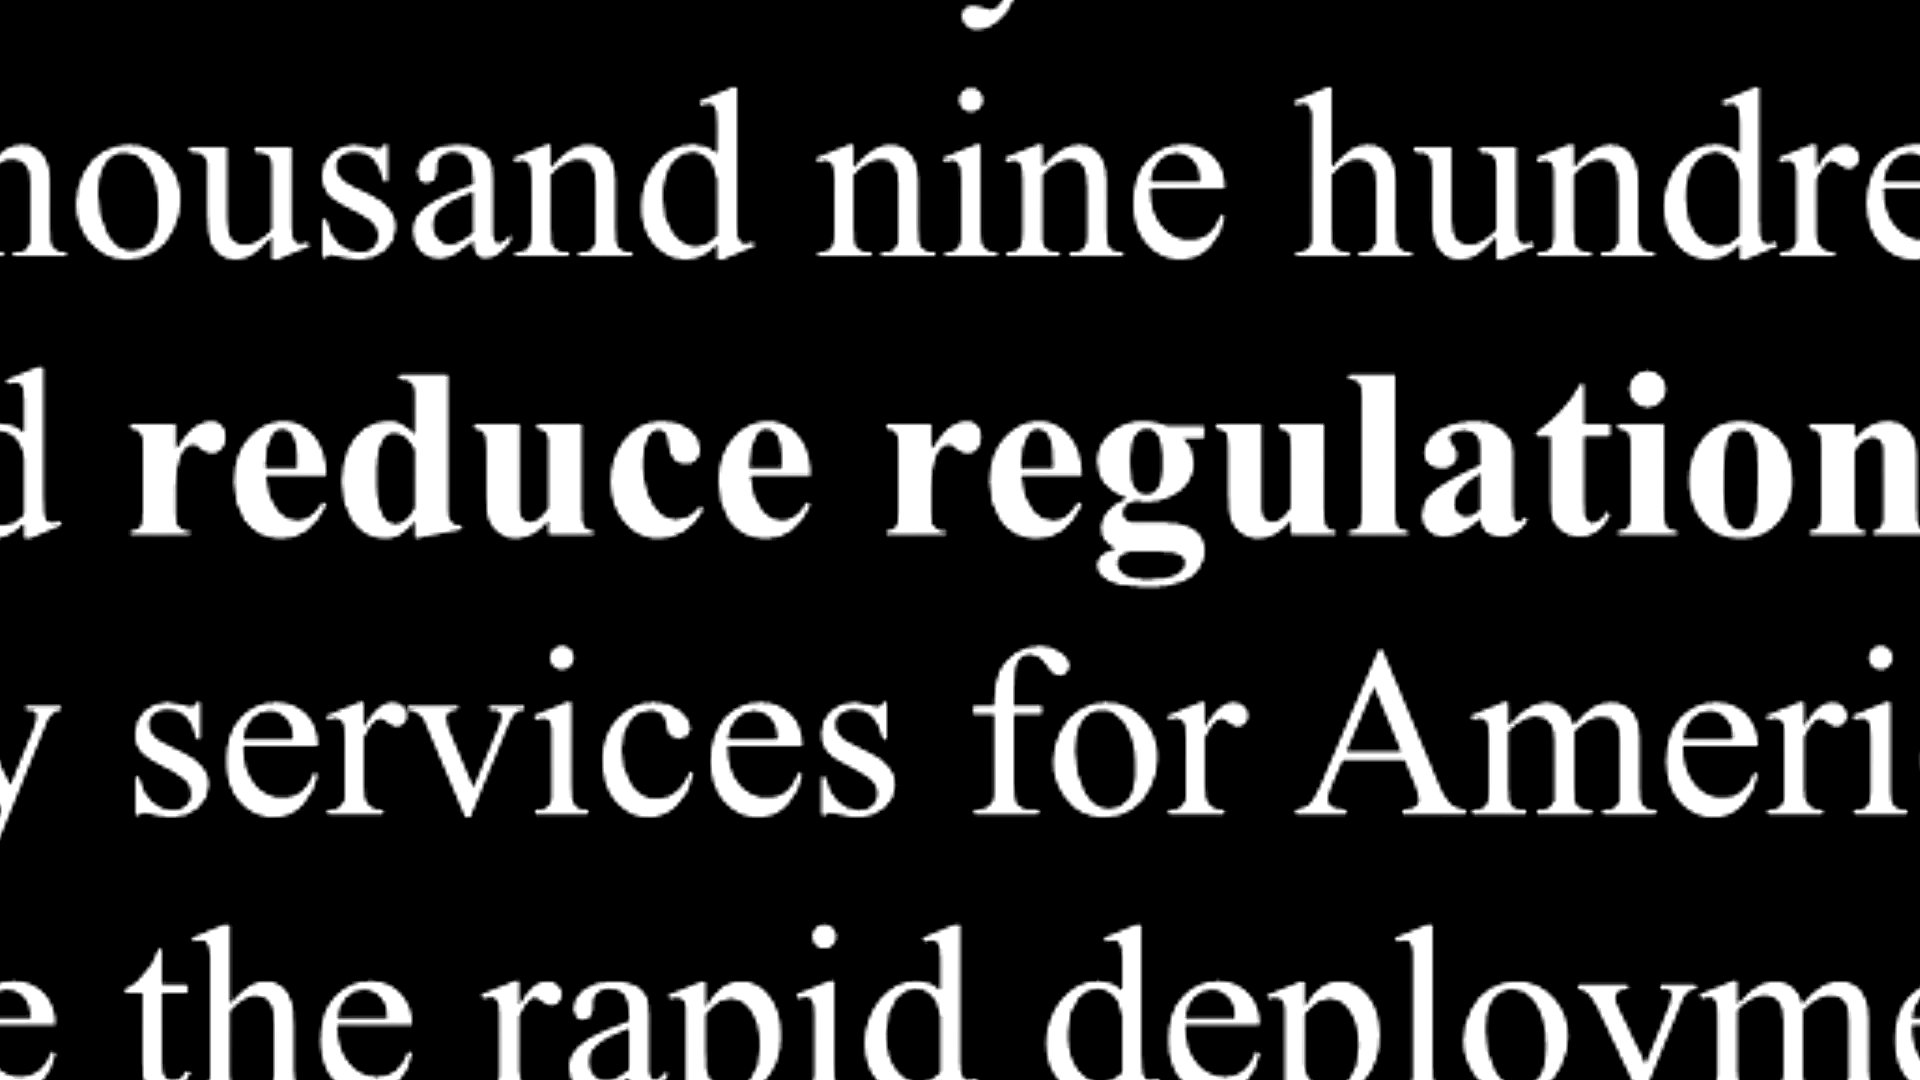 housand nine hundre
d reduce regulation
y services for Ameri
e the rapid deployme